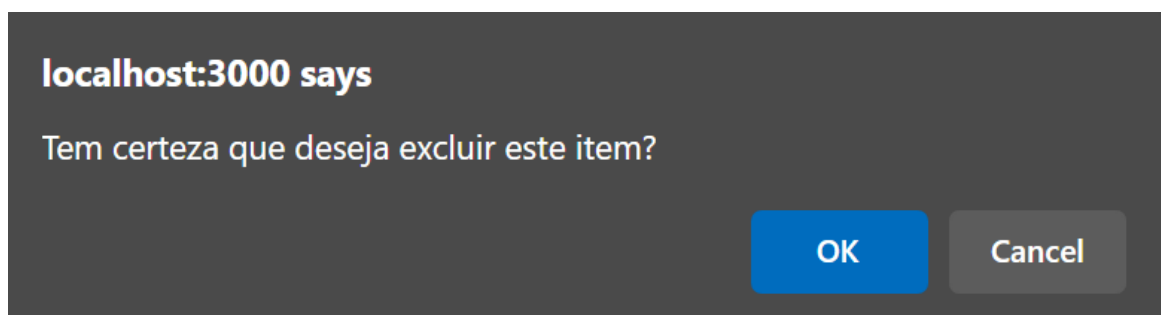 localhost:3000 says
Tem certeza que deseja excluir este item?
OK Cancel